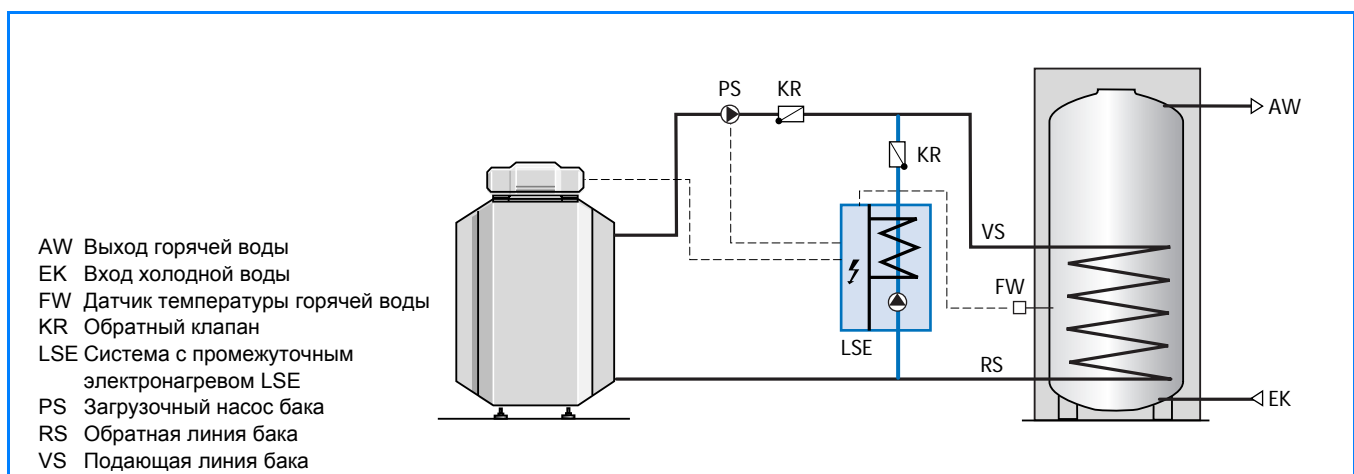 PS KR
AW
KR
VS
FW
LSE
RS
EK
AW Выход горячей воды
EK Вход холодной воды
FW Датчик температуры горячей воды
KR Обратный клапан
LSE Система с промежуточным
электронагревом LSE
PS Загрузочный насос бака
RS Обратная линия бака
VS Подающая линия бака